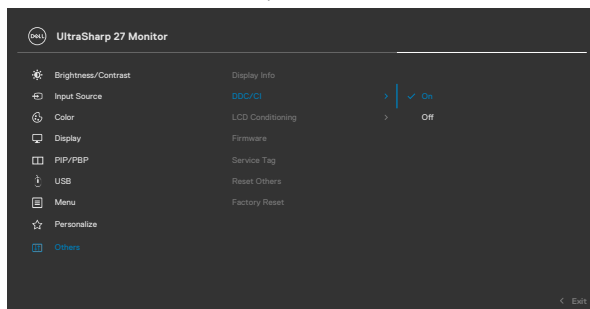 DELL UltraSharp 27 Monitor
Brightness/Contrast
Input Source
Color
Display
PIP/PBP
USB
Menu
Personalize
Others
Display Info
DDC/CI
LCD Conditioning
Firmware
Service Tag
Reset Others
Factory Reset
On
Off
Exit